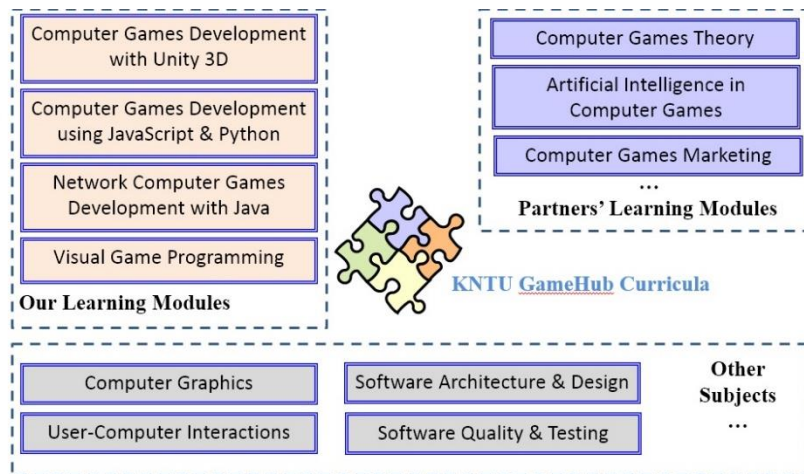 Computer Games Development
with Unity 3D
Computer Games Development
using JavaScript & Python
Network Computer Games
Development with Java
Visual Game Programming
Our Learning Modules
Computer Games Theory
Artificial Intelligence in
Computer Games
Computer Games Marketing
...
Partners' Learning Modules
KNTU GameHub Curricula
Computer Graphics
Software Architecture & Design
User-Computer Interactions
Software Quality & Testing
Other
Subjects
...